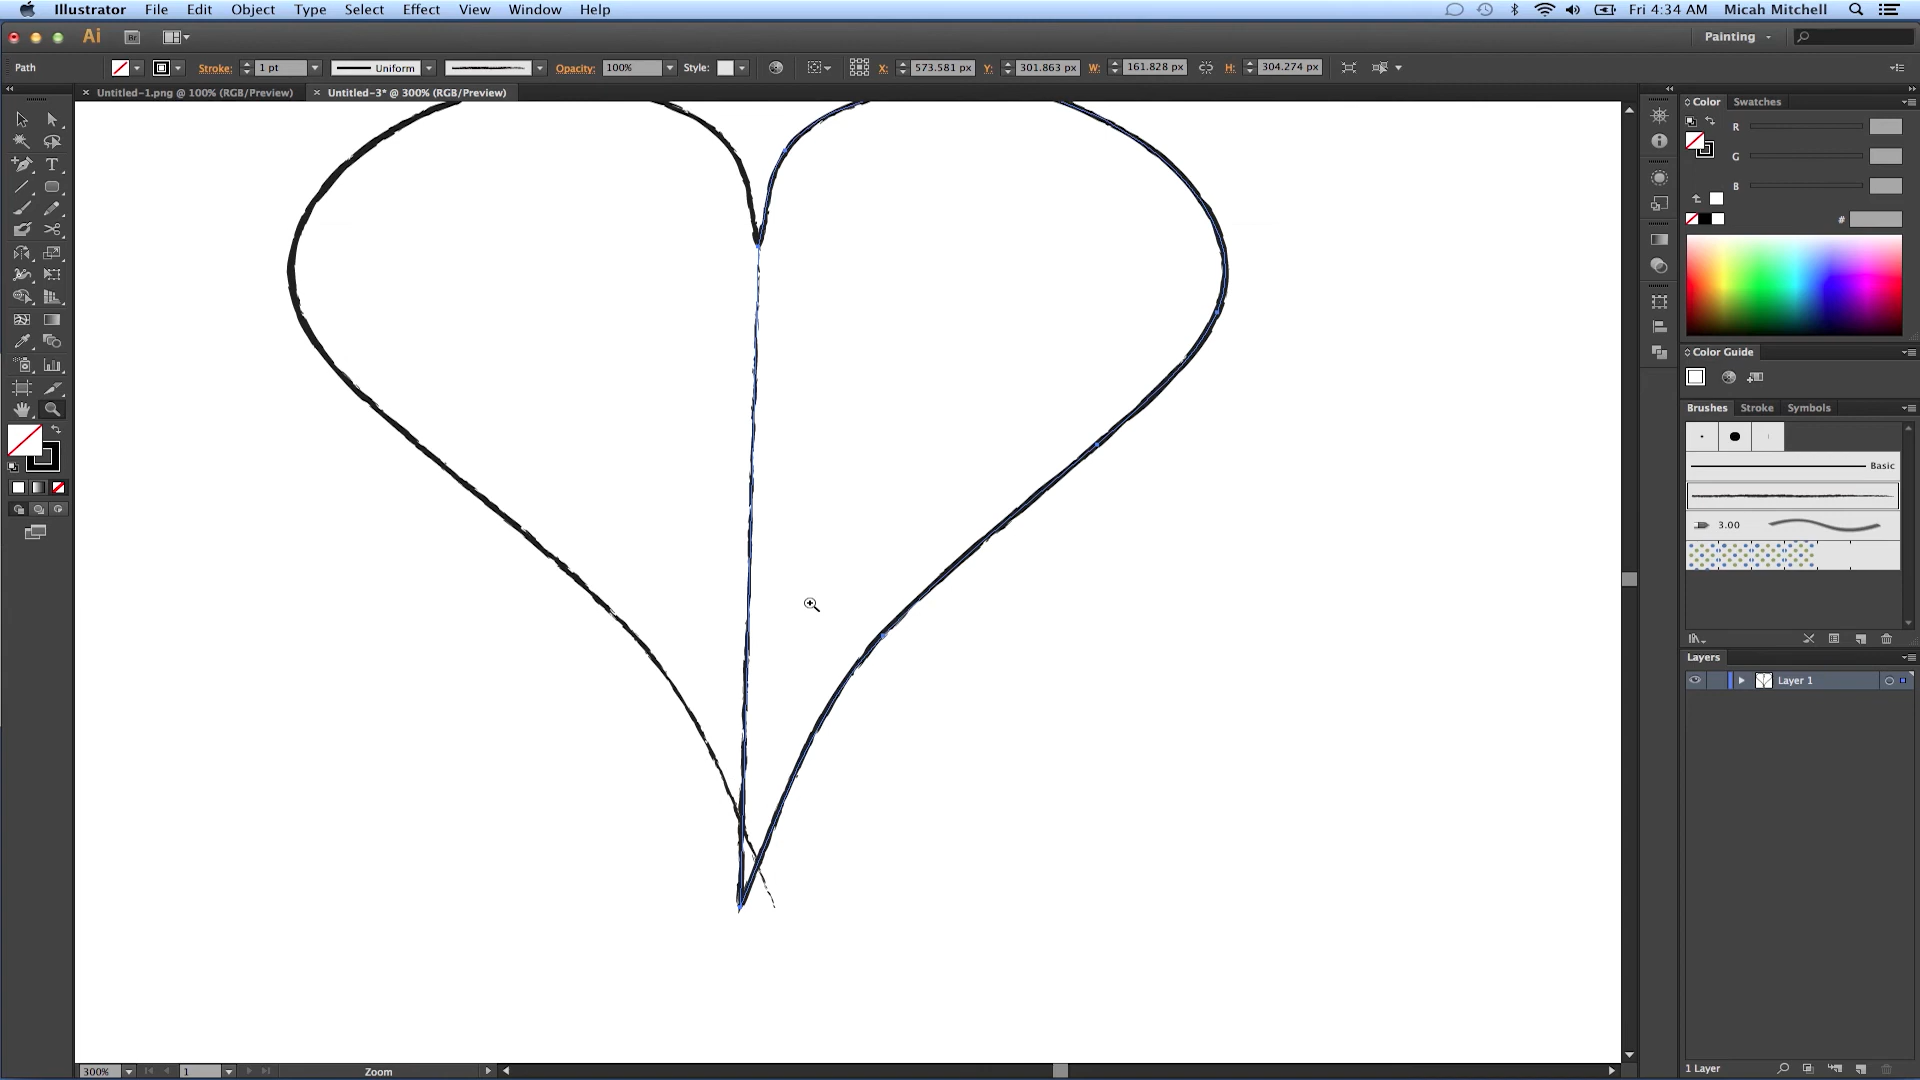 Illustrator File Edit Object Type Select Effect View Window Help Fri 4:34 AM Micah Mitchell
Ai Br Painting
Path Stroke: 1 pt Uniform Opacity: 100% Style: X: 573.581 px Y: 301.863 px W: 161.828 px H: 304.274 px
Untitled-1.png @ 100% (RGB/Preview) Untitled-3* @ 300% (RGB/Preview)
Color Swatches
R
G
B
#
Color Guide
Brushes Stroke Symbols
Basic
3.00
Layers
Layer 1
1 Layer
300% 1 Zoom